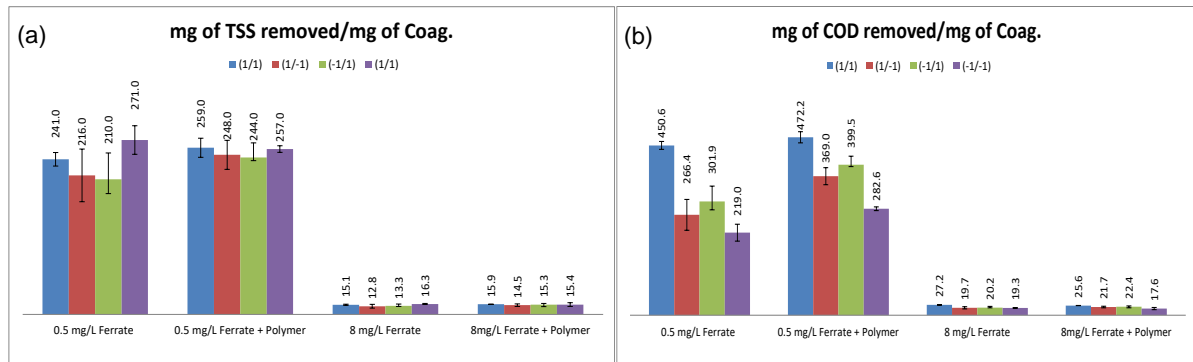 (a)
mg of TSS removed/mg of Coag.
(1/1) (1/-1) (-1/1) (1/1)
241.0 216.0 210.0 271.0 259.0 248.0 244.0 257.0 15.1 12.8 13.3 16.3 15.9 14.5 15.3 15.4
0.5 mg/L Ferrate 0.5 mg/L Ferrate + Polymer 8 mg/L Ferrate 8mg/L Ferrate + Polymer
(b)
mg of COD removed/mg of Coag.
(1/1) (1/-1) (-1/1) (-1/-1)
450.6 266.4 301.9 219.0 472.2 369.0 399.5 282.6 27.2 19.7 20.2 19.3 25.6 21.7 22.4 17.6
0.5 mg/L Ferrate 0.5 mg/L Ferrate + Polymer 8 mg/L Ferrate 8mg/L Ferrate + Polymer